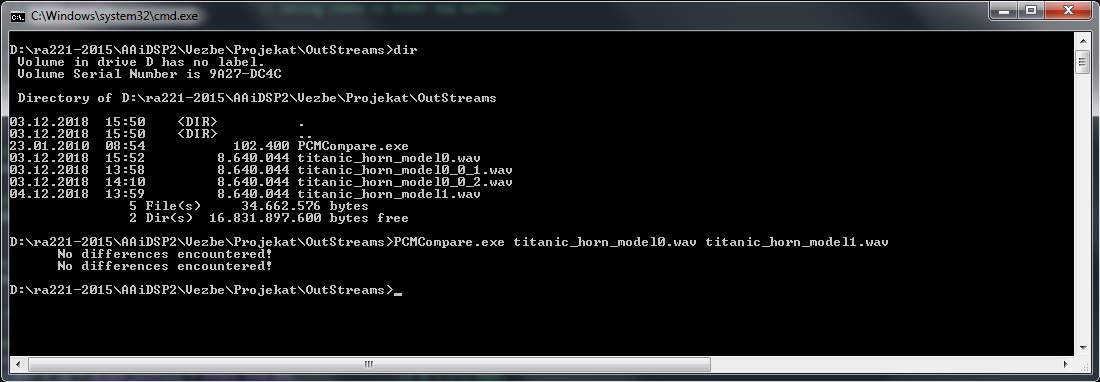 C:\Windows\system32\cmd.exe
D:\ra221-2015\AAiDSP2\Vezbe\Projekat\OutStreams>dir
 Volume in drive D has no label.
 Volume Serial Number is 9A27-DC4C
 Directory of D:\ra221-2015\AAiDSP2\Vezbe\Projekat\OutStreams
03.12.2018  15:50    <DIR>          .
03.12.2018  15:50    <DIR>          ..
23.01.2010  08:54           102.400 PCMCompare.exe
03.12.2018  15:52         8.640.044 titanic_horn_model0.wav
03.12.2018  13:58         8.640.044 titanic_horn_model0_0_1.wav
03.12.2018  14:10         8.640.044 titanic_horn_model0_0_2.wav
04.12.2018  13:59         8.640.044 titanic_horn_model1.wav
               5 File(s)     34.662.576 bytes
               2 Dir(s)  16.831.897.600 bytes free
D:\ra221-2015\AAiDSP2\Vezbe\Projekat\OutStreams>PCMCompare.exe titanic_horn_model0.wav titanic_horn_model1.wav
      No differences encountered!
      No differences encountered!
D:\ra221-2015\AAiDSP2\Vezbe\Projekat\OutStreams>_